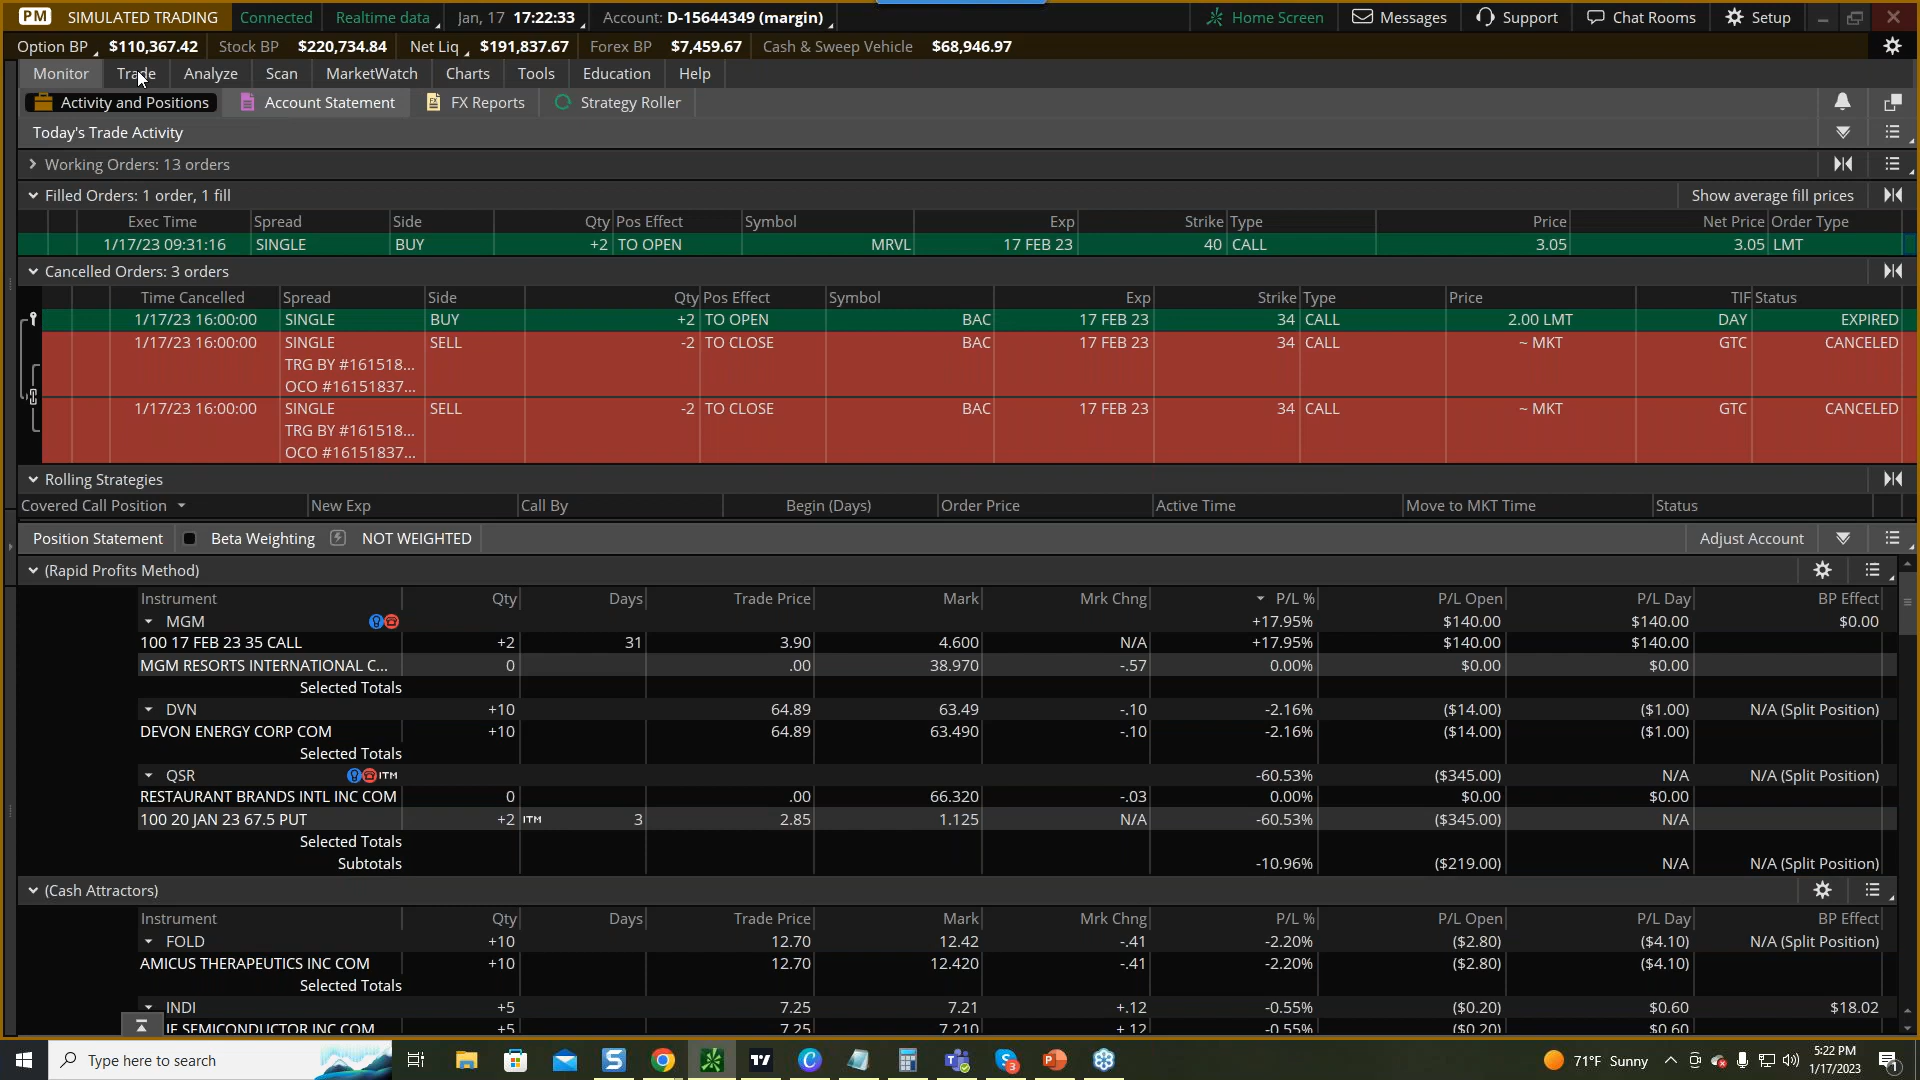 PM SIMULATED TRADING Connected Realtime data Jan, 17 17:22:33 Account: D-15644349 (margin) Home Screen Messages Support Chat Rooms Setup
Option BP $110,367.42 Stock BP $220,734.84 Net Liq $191,837.67 Forex BP $7,459.67 Cash & Sweep Vehicle $68,946.97
Monitor Trade Analyze Scan MarketWatch Charts Tools Education Help
Activity and Positions Account Statement FX Reports Strategy Roller
Today's Trade Activity
Working Orders: 13 orders
Filled Orders: 1 order, 1 fill Show average fill prices
Exec Time Spread Side Qty Pos Effect Symbol Exp Strike Type Price Net Price Order Type
1/17/23 09:31:16 SINGLE BUY +2 TO OPEN MRVL 17 FEB 23 40 CALL 3.05 3.05 LMT
Cancelled Orders: 3 orders
Time Cancelled Spread Side Qty Pos Effect Symbol Exp Strike Type Price TIF Status
1/17/23 16:00:00 SINGLE BUY +2 TO OPEN BAC 17 FEB 23 34 CALL 2.00 LMT DAY EXPIRED
1/17/23 16:00:00 SINGLE SELL -2 TO CLOSE BAC 17 FEB 23 34 CALL ~ MKT GTC CANCELED
TRG BY #161518...
OCO #16151837...
1/17/23 16:00:00 SINGLE SELL -2 TO CLOSE BAC 17 FEB 23 34 CALL ~ MKT GTC CANCELED
TRG BY #161518...
OCO #16151837...
Rolling Strategies
Covered Call Position New Exp Call By Begin (Days) Order Price Active Time Move to MKT Time Status
Position Statement Beta Weighting NOT WEIGHTED Adjust Account
(Rapid Profits Method)
Instrument Qty Days Trade Price Mark Mrk Chng P/L % P/L Open P/L Day BP Effect
MGM +17.95% $140.00 $140.00 $0.00
100 17 FEB 23 35 CALL +2 31 3.90 4.600 N/A +17.95% $140.00 $140.00
MGM RESORTS INTERNATIONAL C... 0 .00 38.970 -.57 0.00% $0.00 $0.00
Selected Totals
DVN +10 64.89 63.49 -.10 -2.16% ($14.00) ($1.00) N/A (Split Position)
DEVON ENERGY CORP COM +10 64.89 63.490 -.10 -2.16% ($14.00) ($1.00)
Selected Totals
QSR ITM -60.53% ($345.00) N/A N/A (Split Position)
RESTAURANT BRANDS INTL INC COM 0 .00 66.320 -.03 0.00% $0.00 $0.00
100 20 JAN 23 67.5 PUT +2 ITM 3 2.85 1.125 N/A -60.53% ($345.00) N/A
Selected Totals
Subtotals -10.96% ($219.00) N/A N/A (Split Position)
(Cash Attractors)
Instrument Qty Days Trade Price Mark Mrk Chng P/L % P/L Open P/L Day BP Effect
FOLD +10 12.70 12.42 -.41 -2.20% ($2.80) ($4.10) N/A (Split Position)
AMICUS THERAPEUTICS INC COM +10 12.70 12.420 -.41 -2.20% ($2.80) ($4.10)
Selected Totals
INDI +5 7.25 7.21 +.12 -0.55% ($0.20) $0.60 $18.02
IE SEMICONDUCTOR INC COM +5 7.25 7.210 +.12 -0.55% ($0.20) $0.60
Type here to search 71°F Sunny 5:22 PM
1/17/2023